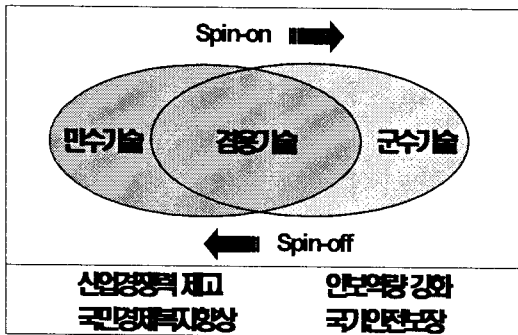 Spin-on
민수기술 겸용기술 군수기술
Spin-off
산업경쟁력 제고 안보역량 강화
국민경제복지향상 국가안전보장